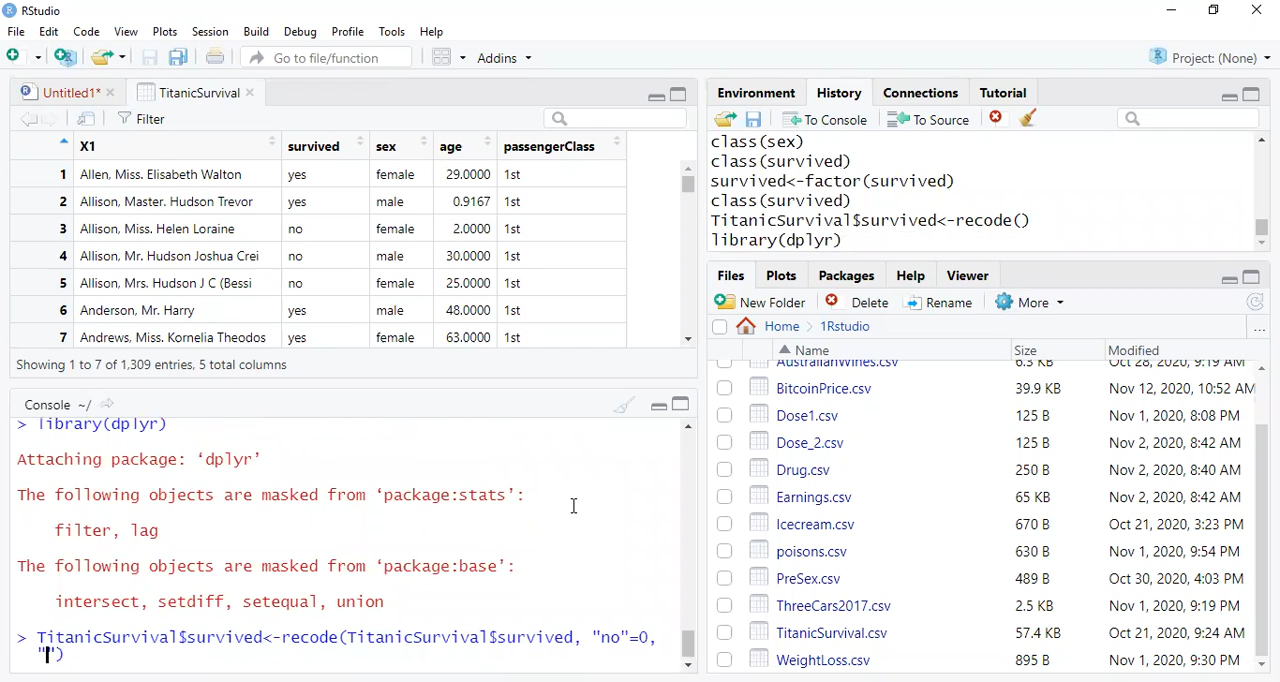 RStudio
File Edit Code View Plots Session Build Debug Profile Tools Help
Go to file/function Addins Project: (None)
Untitled1* TitanicSurvival
Filter
X1 survived sex age passengerClass
1 Allen, Miss. Elisabeth Walton yes female 29.0000 1st
2 Allison, Master. Hudson Trevor yes male 0.9167 1st
3 Allison, Miss. Helen Loraine no female 2.0000 1st
4 Allison, Mr. Hudson Joshua Crei no male 30.0000 1st
5 Allison, Mrs. Hudson J C (Bessi no female 25.0000 1st
6 Anderson, Mr. Harry yes male 48.0000 1st
7 Andrews, Miss. Kornelia Theodos yes female 63.0000 1st
Showing 1 to 7 of 1,309 entries, 5 total columns
Console ~/
> library(dplyr)
Attaching package: ‘dplyr’
The following objects are masked from ‘package:stats’:
filter, lag
The following objects are masked from ‘package:base’:
intersect, setdiff, setequal, union
> TitanicSurvival$survived<-recode(TitanicSurvival$survived, "no"=0,
"")
Environment History Connections Tutorial
To Console To Source
class(sex)
class(survived)
survived<-factor(survived)
class(survived)
TitanicSurvival$survived<-recode()
library(dplyr)
Files Plots Packages Help Viewer
New Folder Delete Rename More
Home 1Rstudio ...
Name Size Modified
AustralianWines.csv 6.3 KB Oct 28, 2020, 9:19 AM
BitcoinPrice.csv 39.9 KB Nov 12, 2020, 10:52 AM
Dose1.csv 125 B Nov 1, 2020, 8:08 PM
Dose_2.csv 125 B Nov 2, 2020, 8:42 AM
Drug.csv 250 B Nov 2, 2020, 8:40 AM
Earnings.csv 65 KB Nov 2, 2020, 8:42 AM
Icecream.csv 670 B Oct 21, 2020, 3:23 PM
poisons.csv 630 B Nov 1, 2020, 9:54 PM
PreSex.csv 489 B Oct 30, 2020, 4:03 PM
ThreeCars2017.csv 2.5 KB Nov 1, 2020, 9:19 PM
TitanicSurvival.csv 57.4 KB Oct 21, 2020, 9:24 AM
WeightLoss.csv 895 B Nov 1, 2020, 9:30 PM